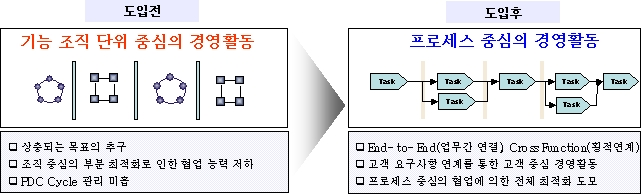 도입전
기능 조직 단위 중심의 경영활동
❑ 상충되는 목표의 추구
❑ 조직 중심의 부분 최적화로 인한 협업 능력 저하
❑ PDC Cycle 관리 미흡
도입후
프로세스 중심의 경영활동
Task Task Task Task Task
Task Task
❑ End-to-End(업무간 연결) CrossFunction(횡적연계)
❑ 고객 요구사항 연계를 통한 고객 중심 경영활동
❑ 프로세스 중심의 협업에 의한 전체 최적화 도모